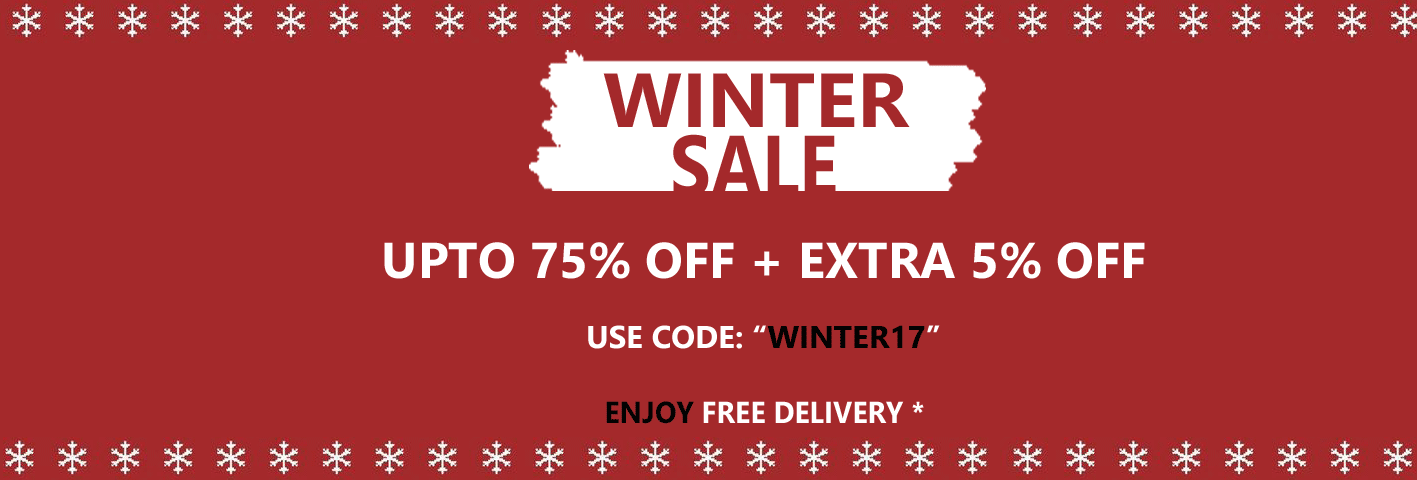 WINTER
SALE
UPTO 75% OFF + EXTRA 5% OFF
USE CODE: “WINTER17”
ENJOY FREE DELIVERY *